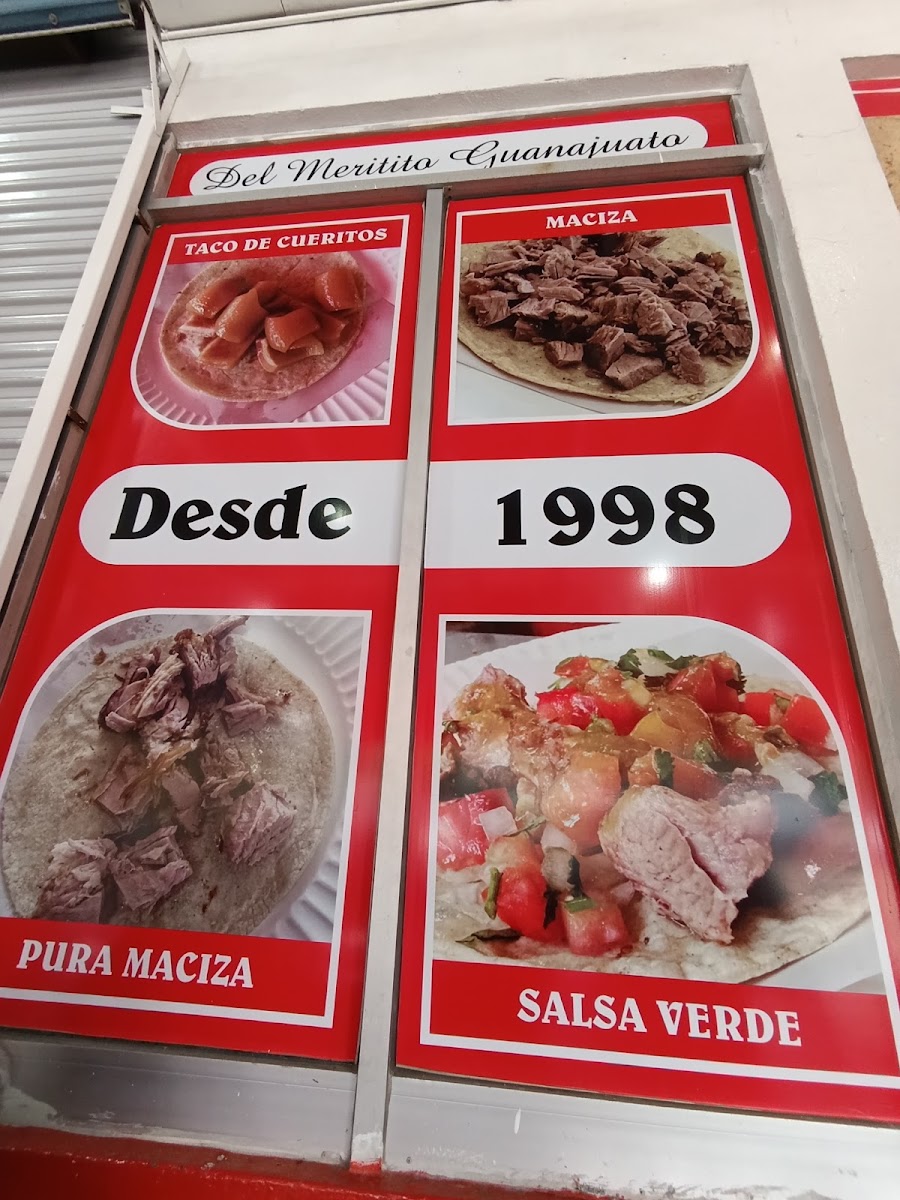 Del Meritito Guanajuato
TACO DE CUERITOS
MACIZA
Desde 1998
PURA MACIZA
SALSA VERDE